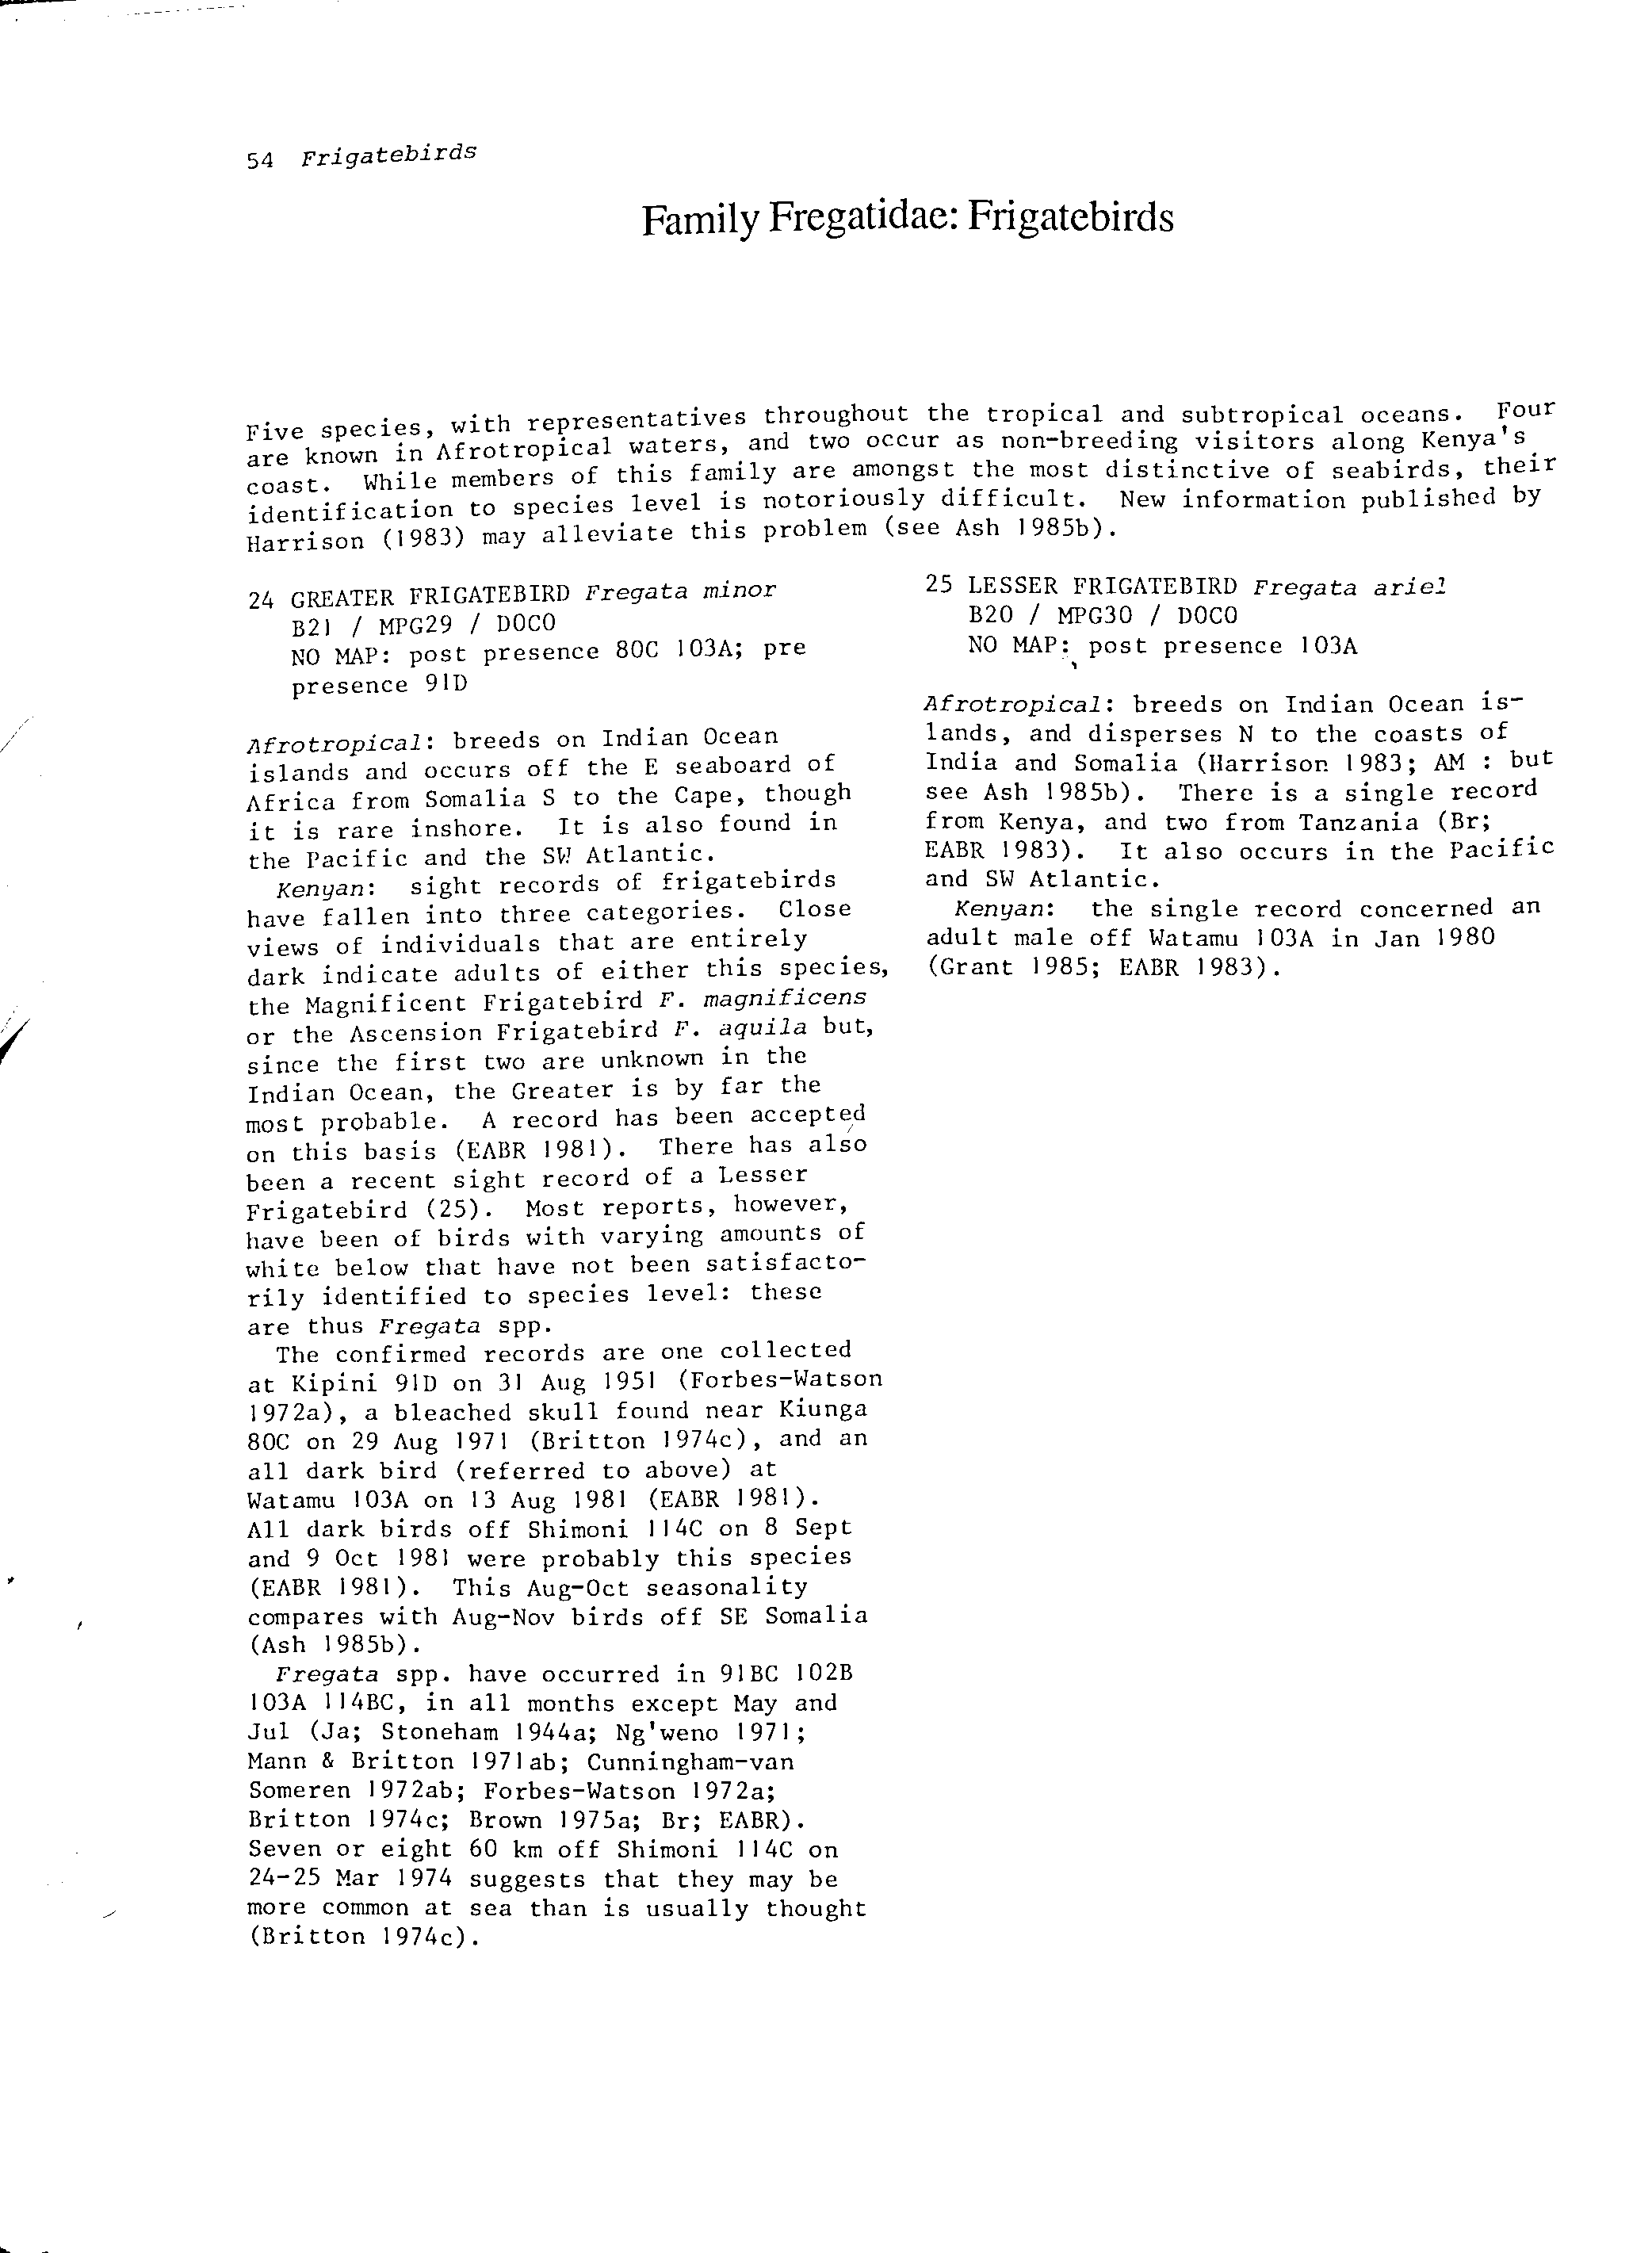 54 Frigatebirds
Family Fregatidae: Frigatebirds
Five species, with representatives throughout the tropical and subtropical oceans. Four
are known in Afrotropical waters, and two occur as non-breeding visitors along Kenya's
coast. While members of this family are amongst the most distinctive of seabirds, their
identification to species level is notoriously difficult. New information published by
Harrison (1983) may alleviate this problem (see Ash 1985b).
24 GREATER FRIGATEBIRD Fregata minor
B21 / MPG29 / DOCO
NO MAP: post presence 80C 103A; pre
presence 91D
Afrotropical: breeds on Indian Ocean
islands and occurs off the E seaboard of
Africa from Somalia S to the Cape, though
it is rare inshore. It is also found in
the Pacific and the SW Atlantic.
Kenyan: sight records of frigatebirds
have fallen into three categories. Close
views of individuals that are entirely
dark indicate adults of either this species,
the Magnificent Frigatebird F. magnificens
or the Ascension Frigatebird F. aquila but,
since the first two are unknown in the
Indian Ocean, the Greater is by far the
most probable. A record has been accepted
on this basis (EABR 1981). There has also
been a recent sight record of a Lesser
Frigatebird (25). Most reports, however,
have been of birds with varying amounts of
white below that have not been satisfacto-
rily identified to species level: these
are thus Fregata spp.
The confirmed records are one collected
at Kipini 91D on 31 Aug 1951 (Forbes-Watson
1972a), a bleached skull found near Kiunga
80C on 29 Aug 1971 (Britton 1974c), and an
all dark bird (referred to above) at
Watamu 103A on 13 Aug 1981 (EABR 1981).
All dark birds off Shimoni 114C on 8 Sept
and 9 Oct 1981 were probably this species
(EABR 1981). This Aug-Oct seasonality
compares with Aug-Nov birds off SE Somalia
(Ash 1985b).
Fregata spp. have occurred in 91BC 102B
103A 114BC, in all months except May and
Jul (Ja; Stoneham 1944a; Ng'weno 1971;
Mann & Britton 1971ab; Cunningham-van
Someren 1972ab; Forbes-Watson 1972a;
Britton 1974c; Brown 1975a; Br; EABR).
Seven or eight 60 km off Shimoni 114C on
24-25 Mar 1974 suggests that they may be
more common at sea than is usually thought
(Britton 1974c).
25 LESSER FRIGATEBIRD Fregata ariel
B20 / MPG30 / DOCO
NO MAP: post presence 103A
Afrotropical: breeds on Indian Ocean is-
lands, and disperses N to the coasts of
India and Somalia (Harrison 1983; AM : but
see Ash 1985b). There is a single record
from Kenya, and two from Tanzania (Br;
EABR 1983). It also occurs in the Pacific
and SW Atlantic.
Kenyan: the single record concerned an
adult male off Watamu 103A in Jan 1980
(Grant 1985; EABR 1983).